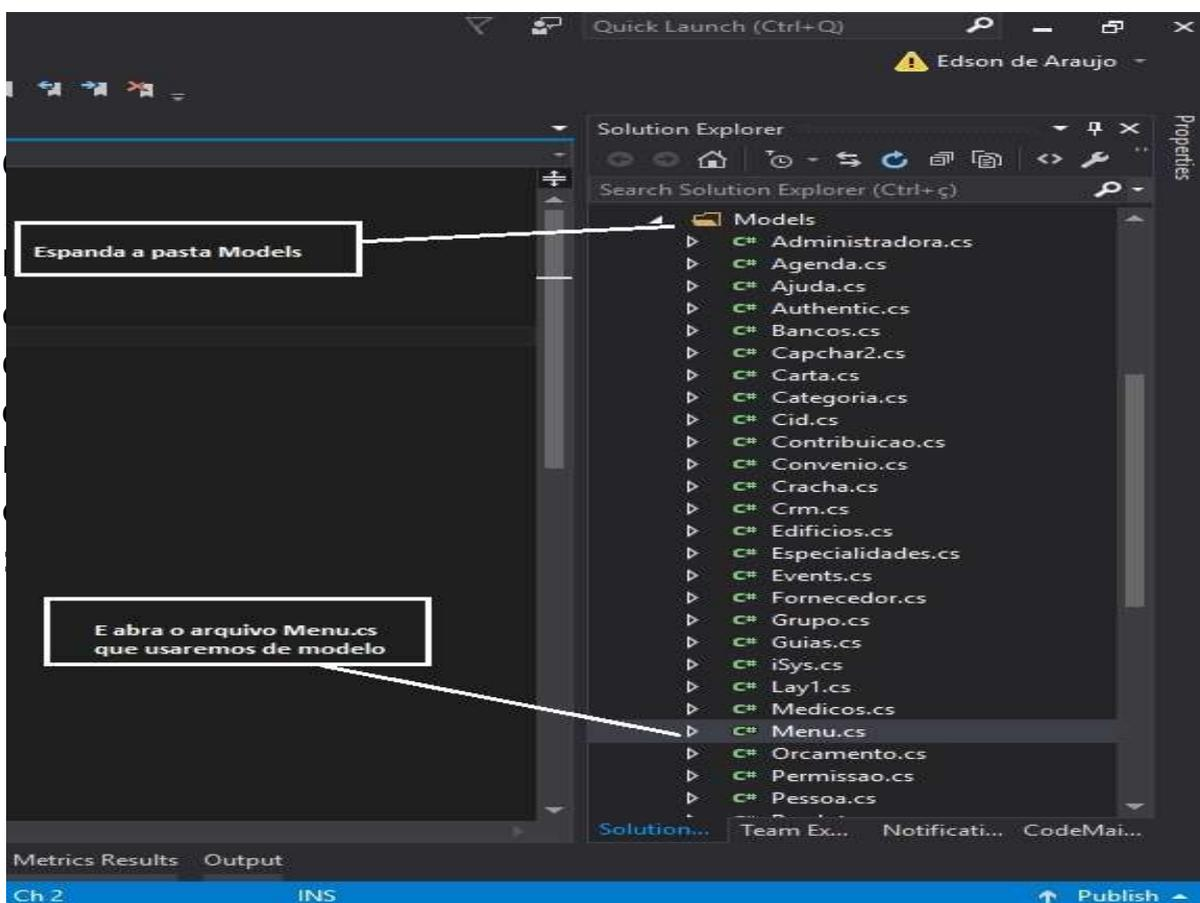 Quick Launch (Ctrl+Q)
Edson de Araujo
Properties
Solution Explorer
Search Solution Explorer (Ctrl+ç)
Espanda a pasta Models
Models
C# Administradora.cs
C# Agenda.cs
C# Ajuda.cs
C# Authentic.cs
C# Bancos.cs
C# Capchar2.cs
C# Carta.cs
C# Categoria.cs
C# Cid.cs
C# Contribuicao.cs
C# Convenio.cs
C# Cracha.cs
C# Crm.cs
C# Edificios.cs
C# Especialidades.cs
C# Events.cs
C# Fornecedor.cs
C# Grupo.cs
C# Guias.cs
C# iSys.cs
C# Lay1.cs
C# Medicos.cs
E abra o arquivo Menu.cs
que usaremos de modelo
C# Menu.cs
C# Orcamento.cs
C# Permissao.cs
C# Pessoa.cs
Solution... Team Ex... Notificati... CodeMai...
Metrics Results Output
Ch 2 INS Publish